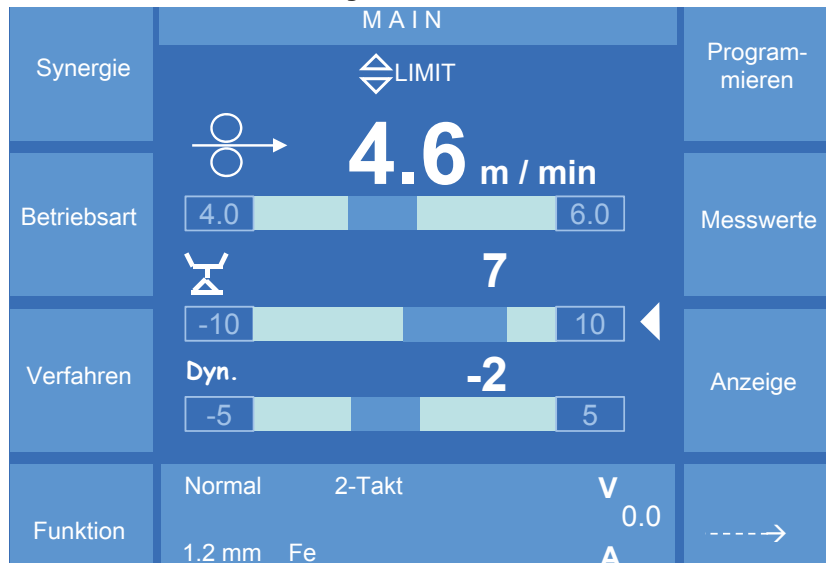 MAIN
Synergie
LIMIT
Program-
mieren
4.6 m / min
Betriebsart
4.0 6.0
Messwerte
7
-10 10
Verfahren
Dyn. -2
Anzeige
-5 5
Normal 2-Takt V
0.0
Funktion
1.2 mm Fe A